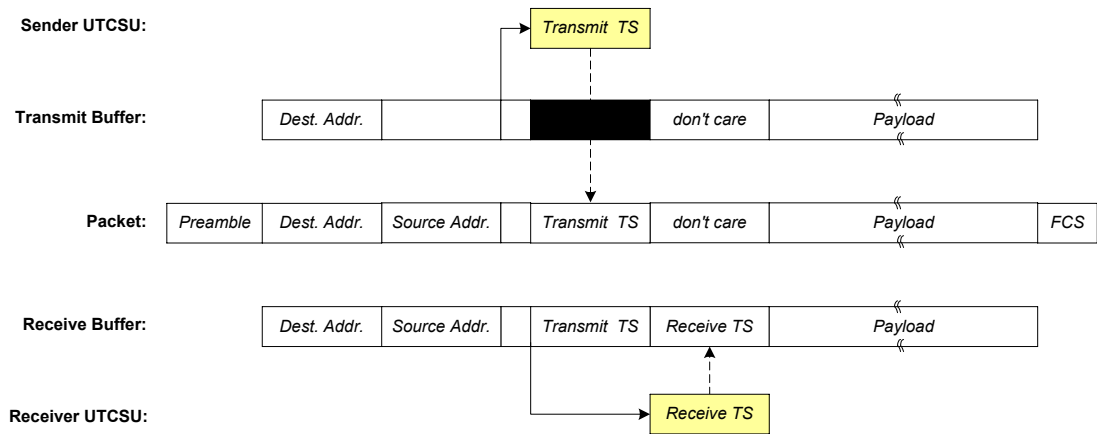 Sender UTCSU: Transmit TS
Transmit Buffer: Dest. Addr. don't care Payload
Packet: Preamble Dest. Addr. Source Addr. Transmit TS don't care Payload FCS
Receive Buffer: Dest. Addr. Source Addr. Transmit TS Receive TS Payload
Receiver UTCSU: Receive TS